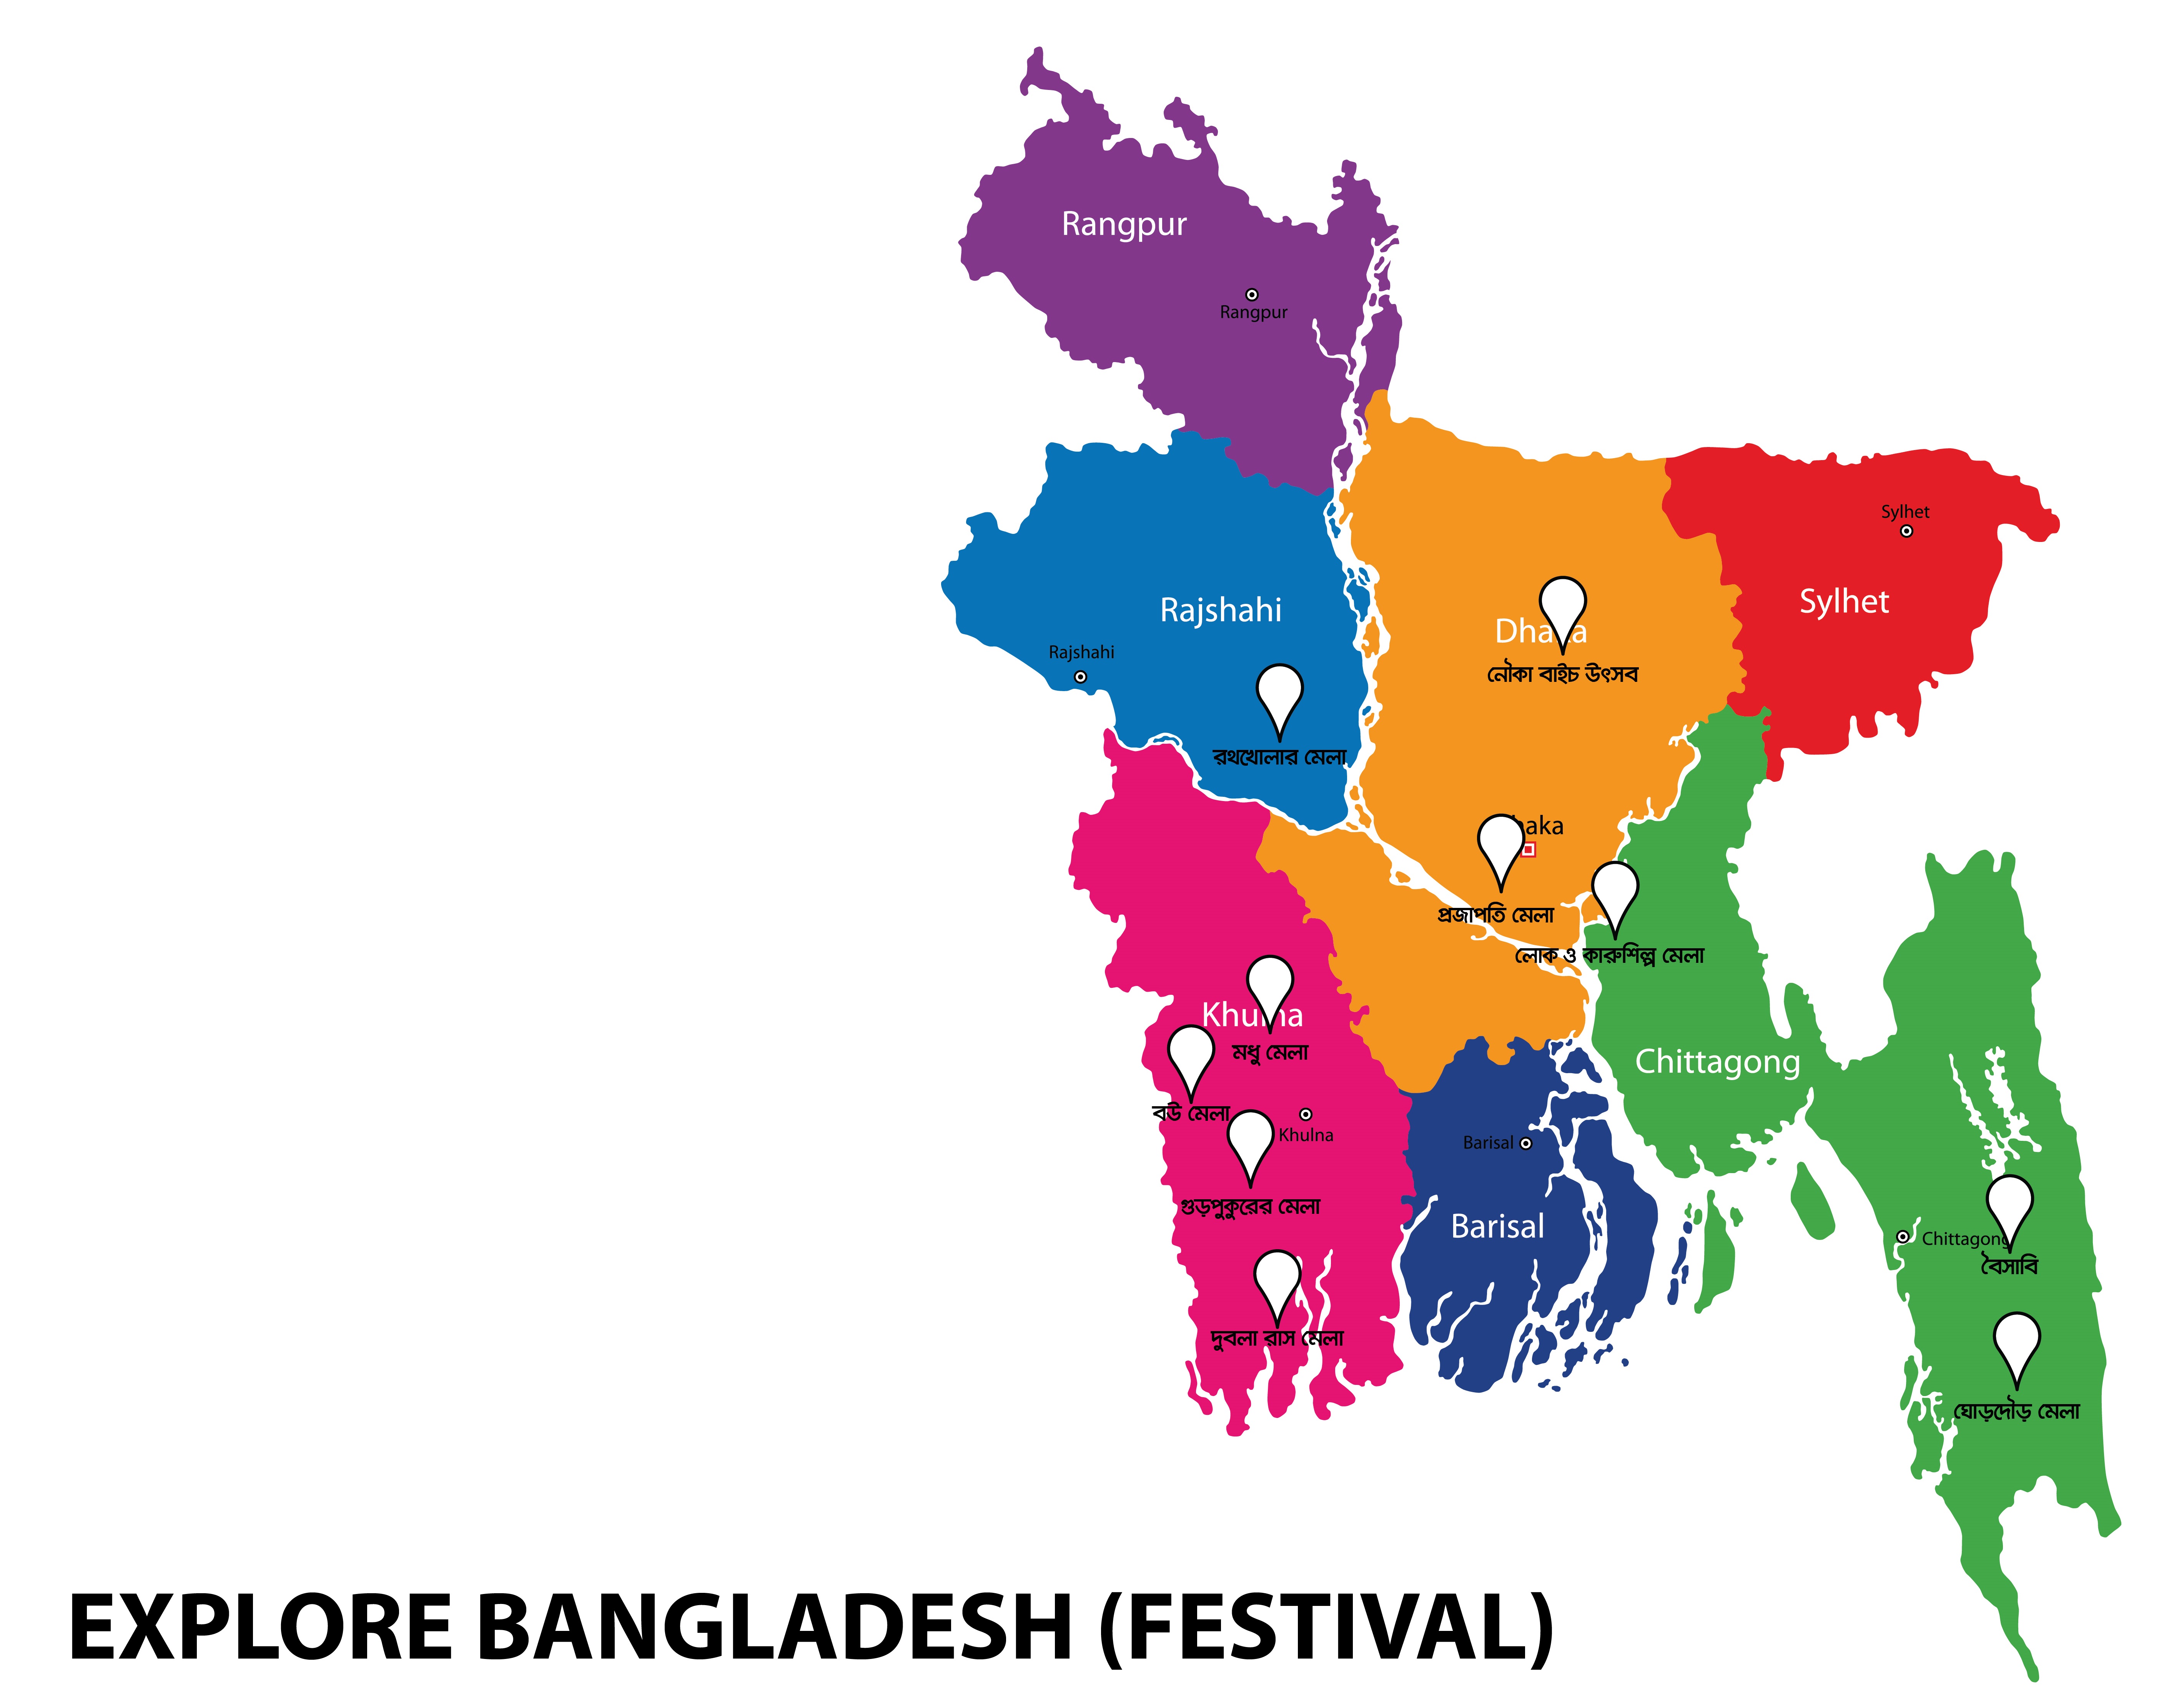 Rangpur
Rangpur
Sylhet
Sylhet
Rajshahi
Rajshahi
Dhaka
নৌকা বাইচ উৎসব
রথখোলার মেলা
Dhaka
প্রজাপতি মেলা
লোক ও কারুশিল্প মেলা
Khulna
মধু মেলা
Chittagong
বউ মেলা
Khulna
Barisal
গুড়পুকুরের মেলা
Barisal
Chittagong
বৈসাবি
দুবলা রাস মেলা
ঘোড়দৌড় মেলা
EXPLORE BANGLADESH (FESTIVAL)